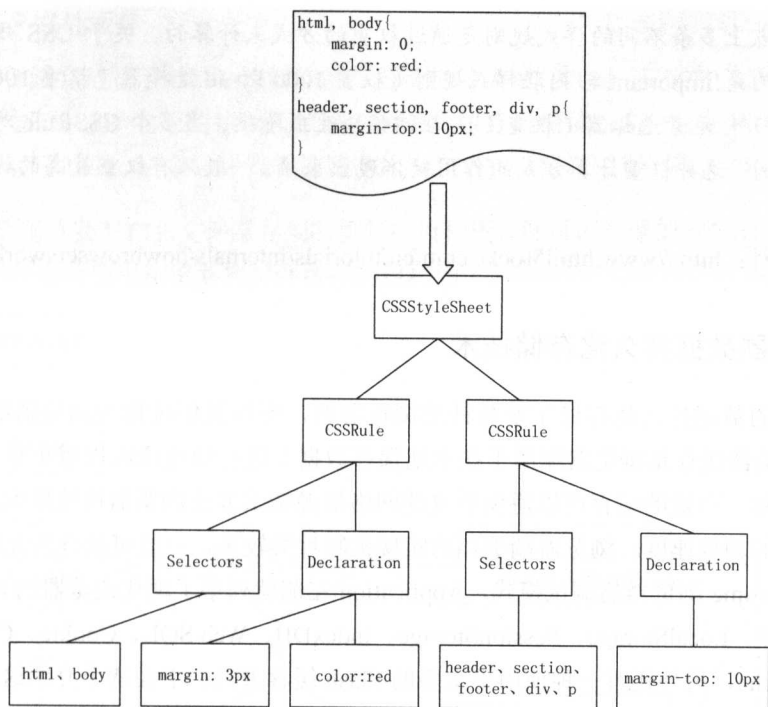 html, body{
margin: 0;
color: red;
}
header, section, footer, div, p{
margin-top: 10px;
}
CSSStyleSheet
CSSRule
CSSRule
Selectors
Declaration
Selectors
Declaration
html、body
margin: 3px
color:red
header、section、
footer、div、p
margin-top: 10px